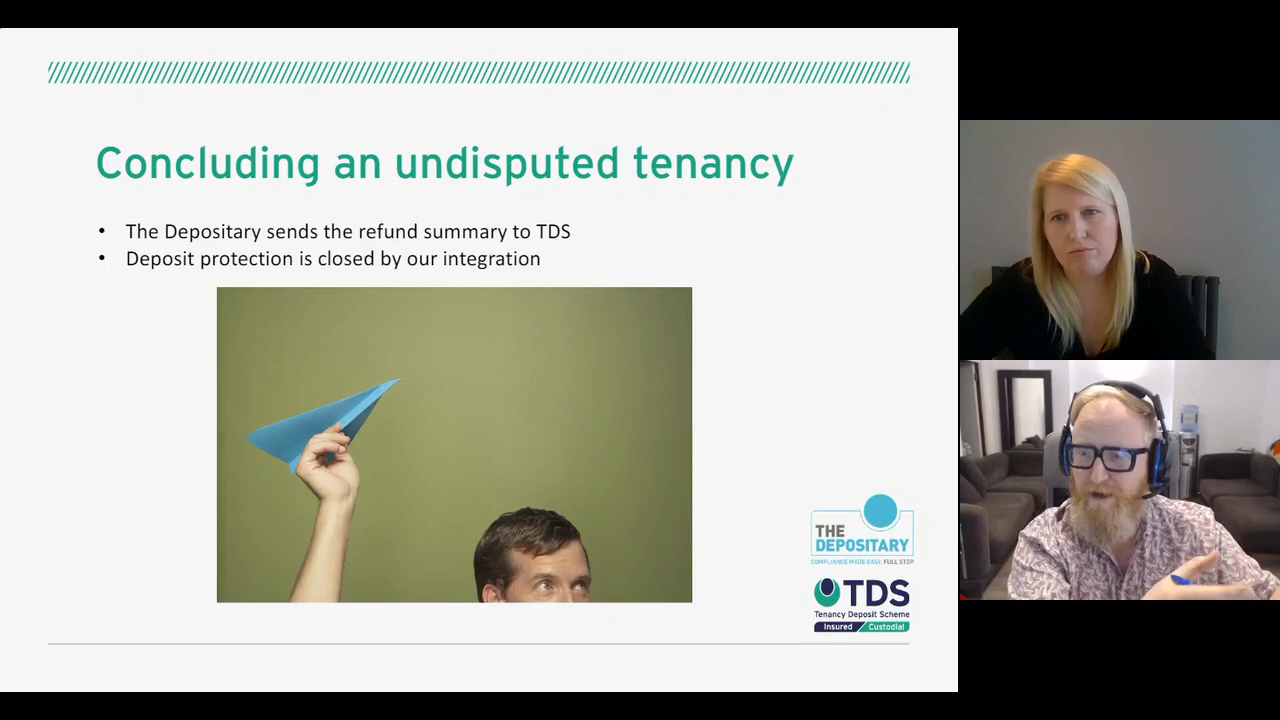 Concluding an undisputed tenancy
• The Depositary sends the refund summary to TDS
• Deposit protection is closed by our integration
THE
DEPOSITARY
COMPLIANCE MADE EASY. FULL STOP
TDS
Tenancy Deposit Scheme
Insured Custodial